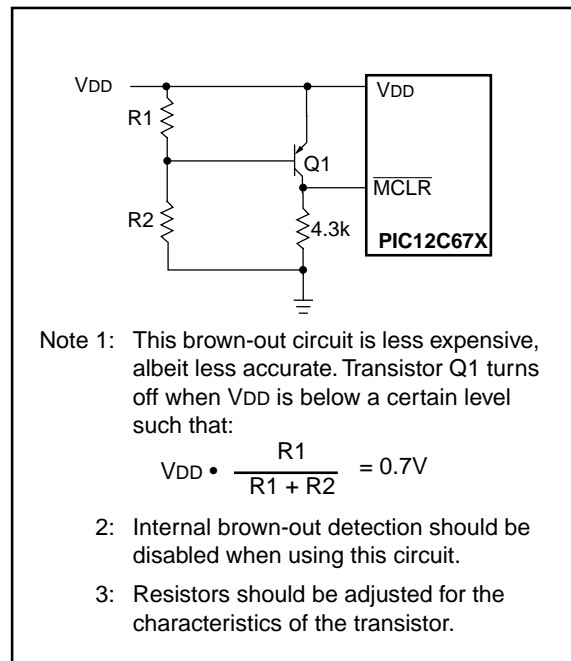 VDD
VDD
R1
Q1
MCLR
R2
4.3k
PIC12C67X
Note 1: This brown-out circuit is less expensive,
albeit less accurate. Transistor Q1 turns
off when VDD is below a certain level
such that:
VDD • R1 / R1 + R2 = 0.7V
2: Internal brown-out detection should be
disabled when using this circuit.
3: Resistors should be adjusted for the
characteristics of the transistor.